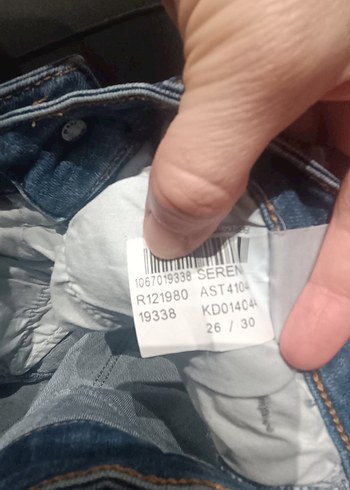 1067019338 SEREN
R121980 AST4104
19338 KD01404
26 / 30